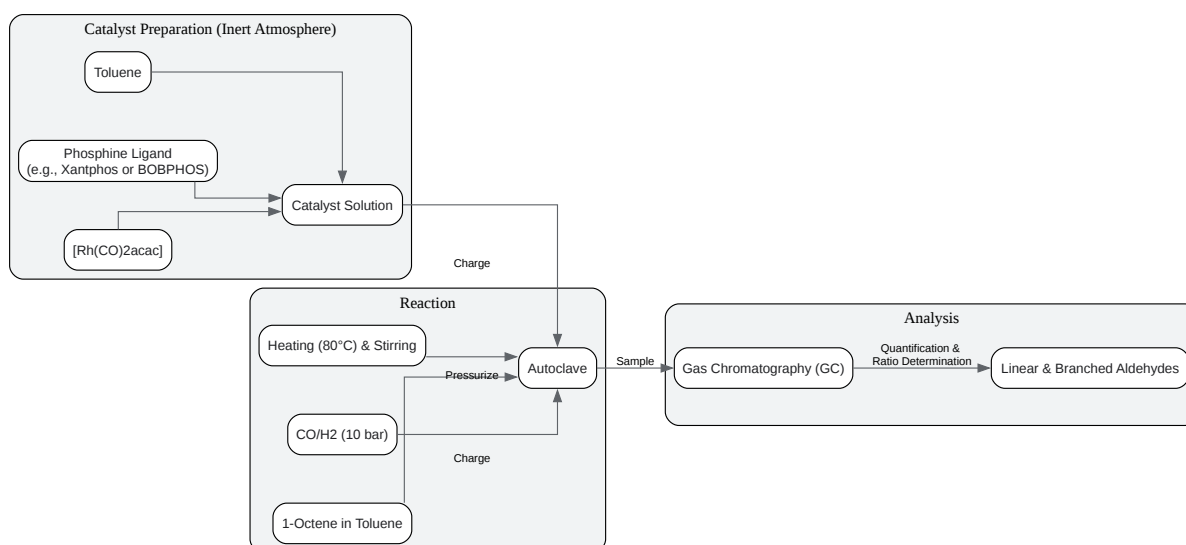 Catalyst Preparation (Inert Atmosphere)
Toluene
Phosphine Ligand
(e.g., Xantphos or BOBPHOS)
Catalyst Solution
[Rh(CO)2acac]
Charge
Reaction
Heating (80°C) & Stirring
Pressurize
Autoclave
CO/H2 (10 bar)
Charge
1-Octene in Toluene
Sample
Analysis
Gas Chromatography (GC)
Quantification &
Ratio Determination
Linear & Branched Aldehydes